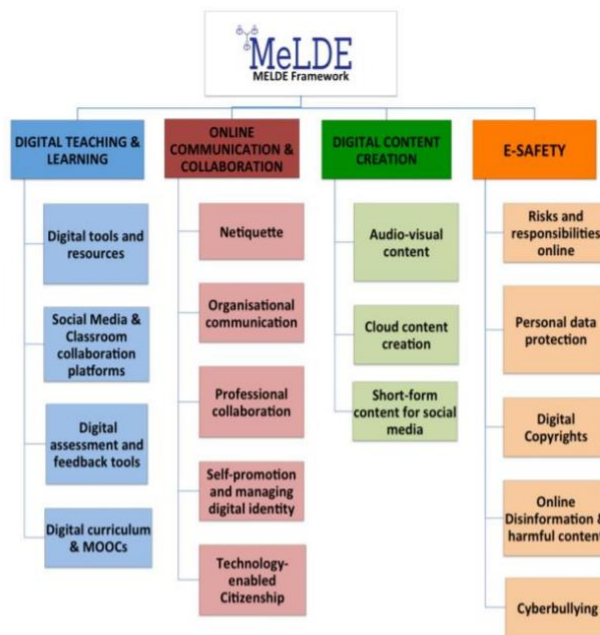 MeLDE
MELDE Framework
DIGITAL TEACHING &
LEARNING
Digital tools and
resources
Social Media &
Classroom
collaboration
platforms
Digital
assessment and
feedback tools
Digital curriculum
& MOOCs
ONLINE
COMMUNICATION &
COLLABORATION
Netiquette
Organisational
communication
Professional
collaboration
Self-promotion
and managing
digital identity
Technology-
enabled
Citizenship
DIGITAL CONTENT
CREATION
Audio-visual
content
Cloud content
creation
Short-form
content for social
media
E-SAFETY
Risks and
responsibilities
online
Personal data
protection
Digital
Copyrights
Online
Disinformation &
harmful content
Cyberbullying